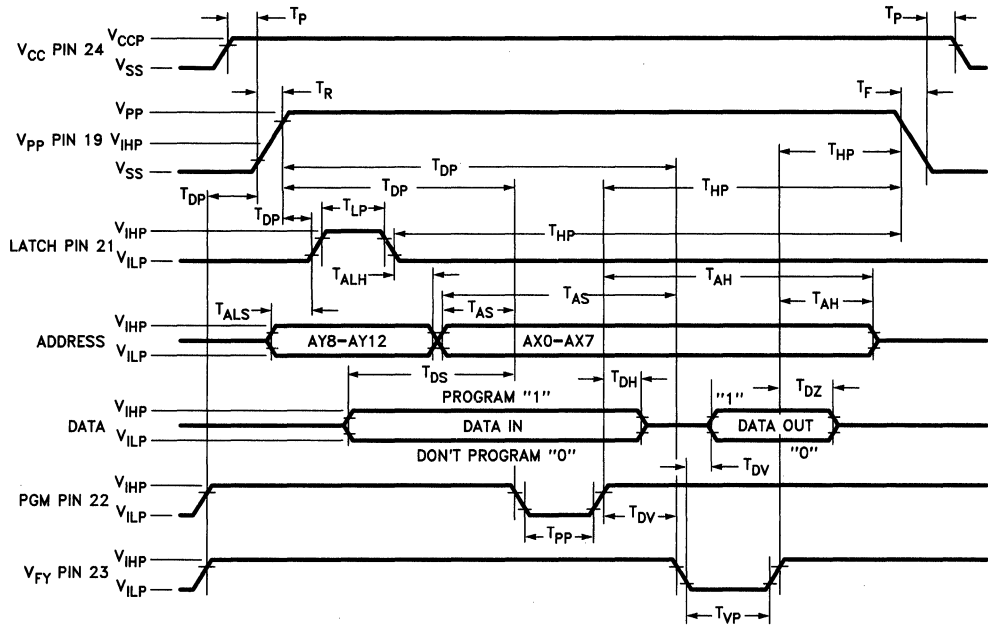 T_P T_P
V_CC PIN 24 V_CCP
V_SS
T_R T_F
V_PP
V_PP PIN 19 V_IHP T_HP
V_SS T_DP
T_DP T_DP T_HP
T_DP T_LP
LATCH PIN 21 V_IHP T_HP
V_ILP
T_ALH T_AH
T_ALS T_AS T_AS T_AH
ADDRESS V_IHP
AY8–AY12 AX0–AX7
V_ILP
T_DS T_DH T_DZ
PROGRAM "1" "1"
DATA V_IHP
DATA IN DATA OUT
V_ILP
DON'T PROGRAM "0" "0"
T_DV
PGM PIN 22 V_IHP
V_ILP
T_PP T_DV
V_FY PIN 23 V_IHP
V_ILP
T_VP